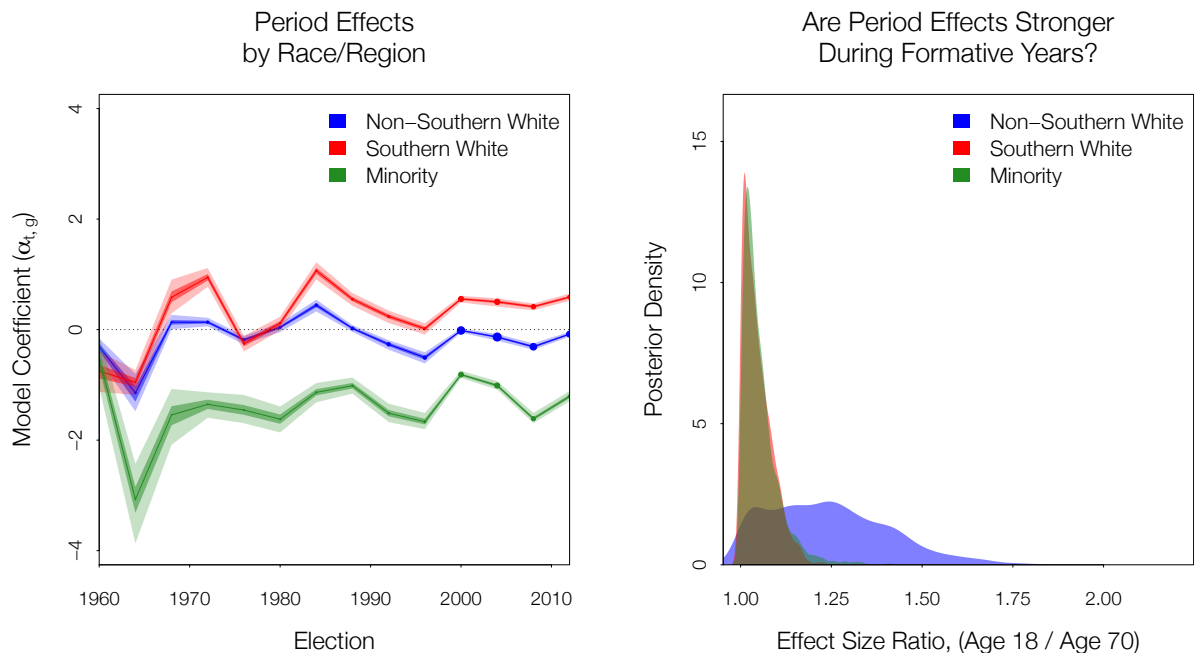 Period Effects
by Race/Region
Model Coefficient (αt, g)
4
2
0
−2
−4
Non−Southern White
Southern White
Minority
1960
1970
1980
1990
2000
2010
Election
Are Period Effects Stronger
During Formative Years?
Posterior Density
15
10
5
0
Non−Southern White
Southern White
Minority
1.00
1.25
1.50
1.75
2.00
Effect Size Ratio, (Age 18 / Age 70)